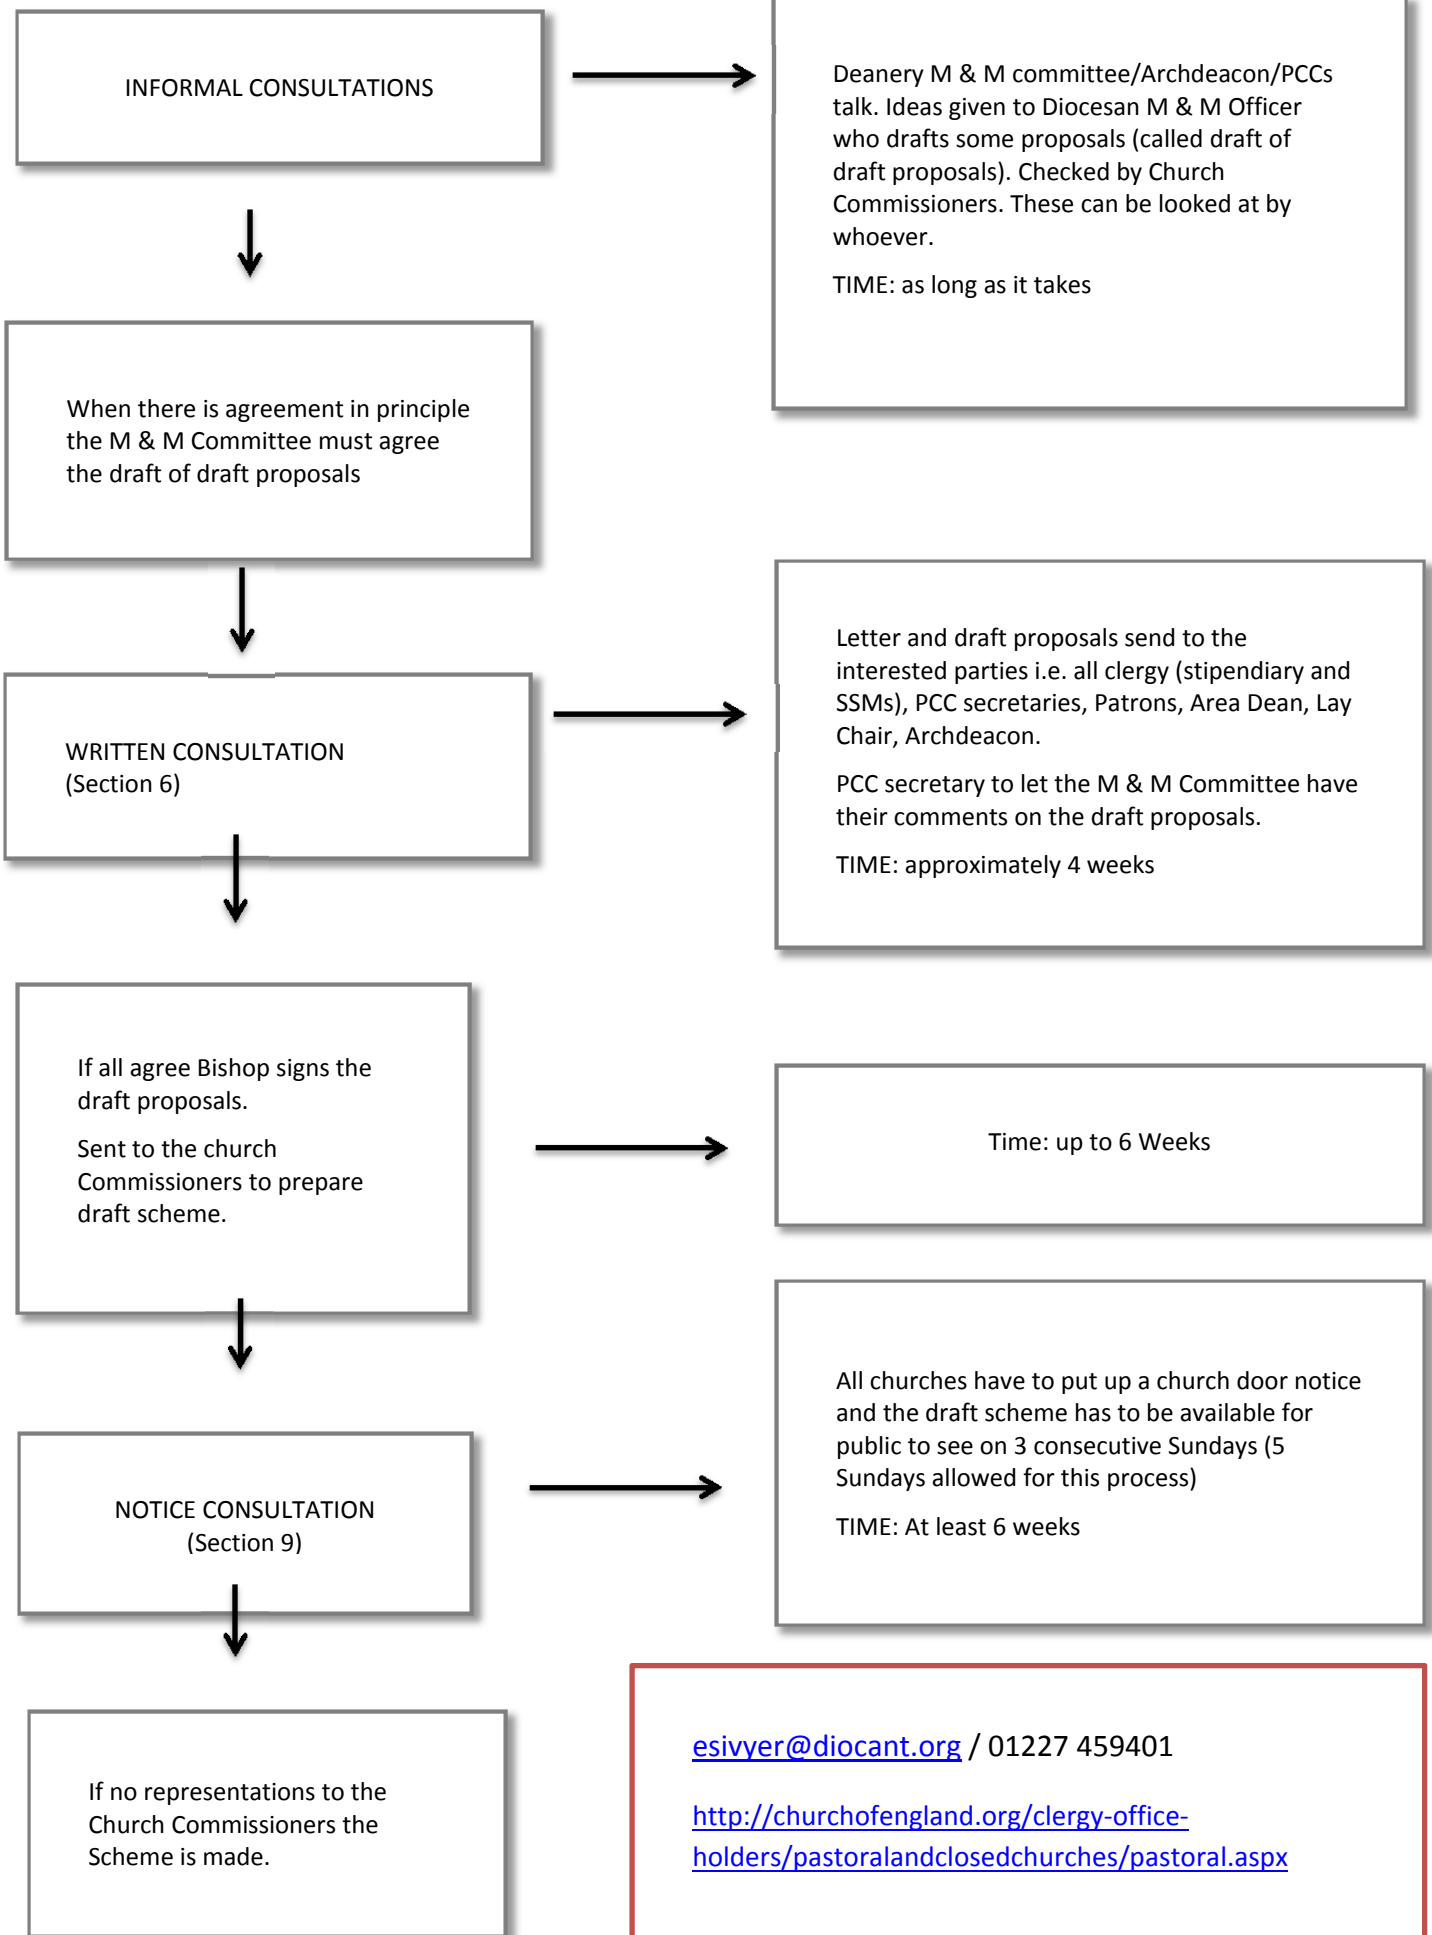 INFORMAL CONSULTATIONS
Deanery M & M committee/Archdeacon/PCCs
talk. Ideas given to Diocesan M & M Officer
who drafts some proposals (called draft of
draft proposals). Checked by Church
Commissioners. These can be looked at by
whoever.
TIME: as long as it takes
When there is agreement in principle
the M & M Committee must agree
the draft of draft proposals
WRITTEN CONSULTATION
(Section 6)
Letter and draft proposals send to the
interested parties i.e. all clergy (stipendiary and
SSMs), PCC secretaries, Patrons, Area Dean, Lay
Chair, Archdeacon.
PCC secretary to let the M & M Committee have
their comments on the draft proposals.
TIME: approximately 4 weeks
If all agree Bishop signs the
draft proposals.
Sent to the church
Commissioners to prepare
draft scheme.
Time: up to 6 Weeks
NOTICE CONSULTATION
(Section 9)
All churches have to put up a church door notice
and the draft scheme has to be available for
public to see on 3 consecutive Sundays (5
Sundays allowed for this process)
TIME: At least 6 weeks
If no representations to the
Church Commissioners the
Scheme is made.
esivyer@diocant.org / 01227 459401
http://churchofengland.org/clergy-office-
holders/pastoralandclosedchurches/pastoral.aspx